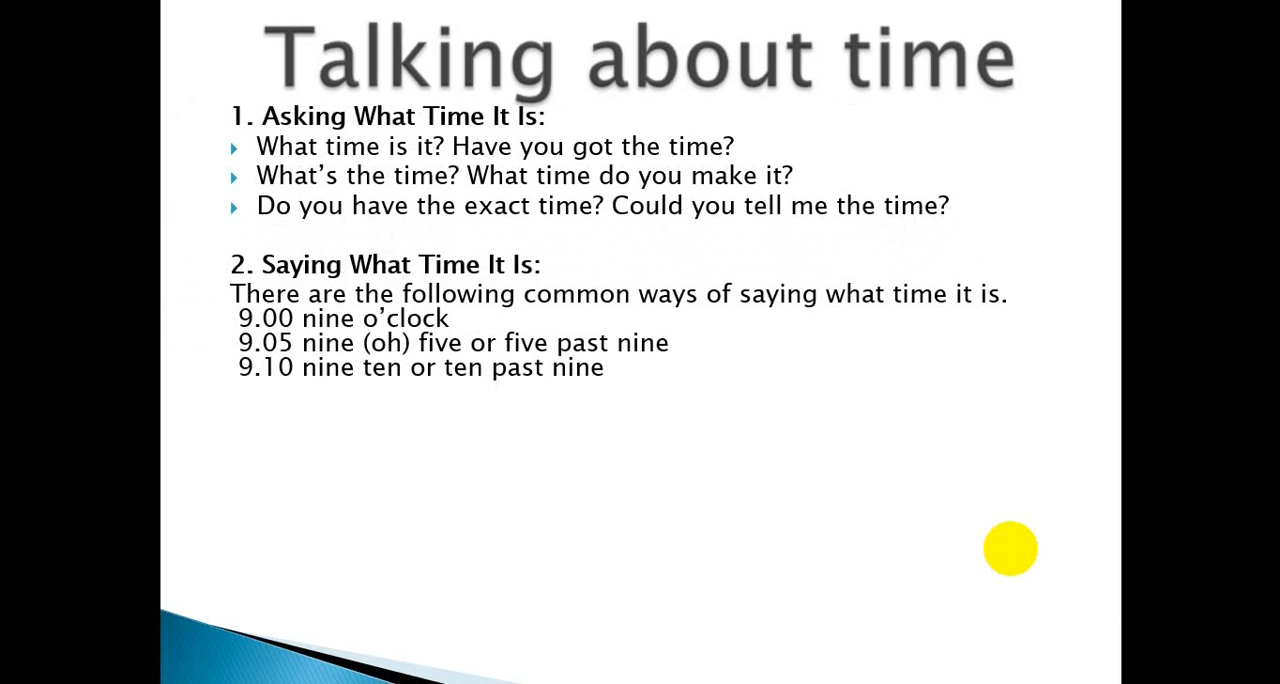 Talking about time
1. Asking What Time It Is:
What time is it? Have you got the time?
What’s the time? What time do you make it?
Do you have the exact time? Could you tell me the time?
2. Saying What Time It Is:
There are the following common ways of saying what time it is.
9.00 nine o’clock
9.05 nine (oh) five or five past nine
9.10 nine ten or ten past nine